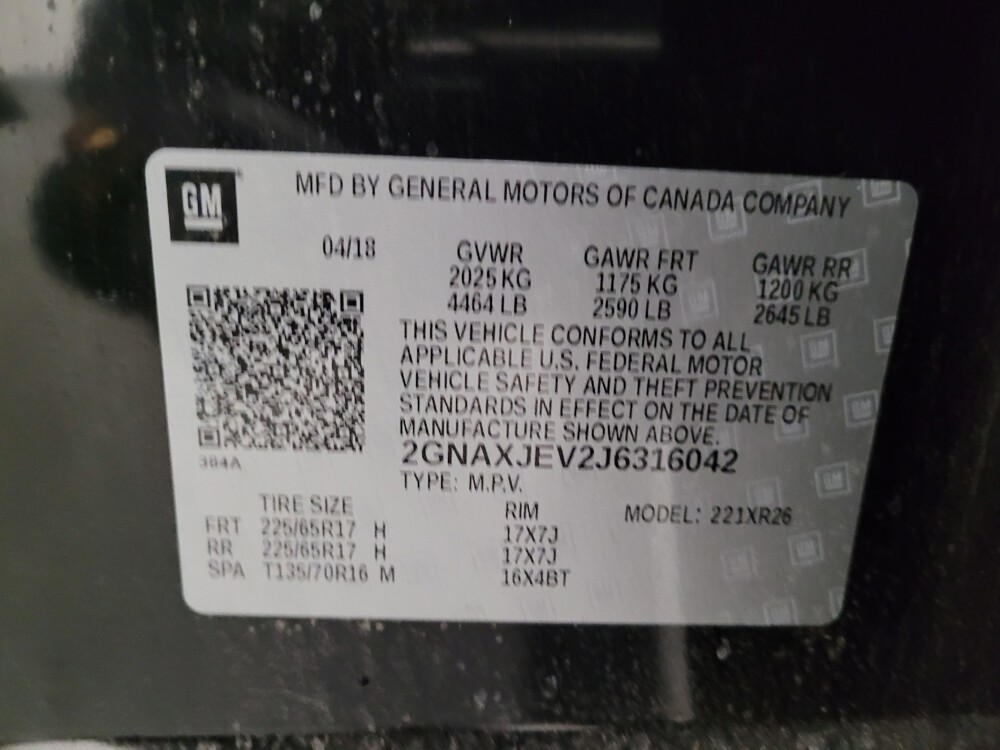 GM
MFD BY GENERAL MOTORS OF CANADA COMPANY
04/18
GVWR
2025 KG
4464 LB
GAWR FRT
1175 KG
2590 LB
GAWR RR
1200 KG
2645 LB
THIS VEHICLE CONFORMS TO ALL
APPLICABLE U.S. FEDERAL MOTOR
VEHICLE SAFETY AND THEFT PREVENTION
STANDARDS IN EFFECT ON THE DATE OF
MANUFACTURE SHOWN ABOVE.
2GNAXJEV2J6316042
TYPE: M.P.V.
384A
TIRE SIZE RIM MODEL: 221XR26
FRT 225/65R17 H 17X7J
RR 225/65R17 H 17X7J
SPA T135/70R16 M 16X4BT